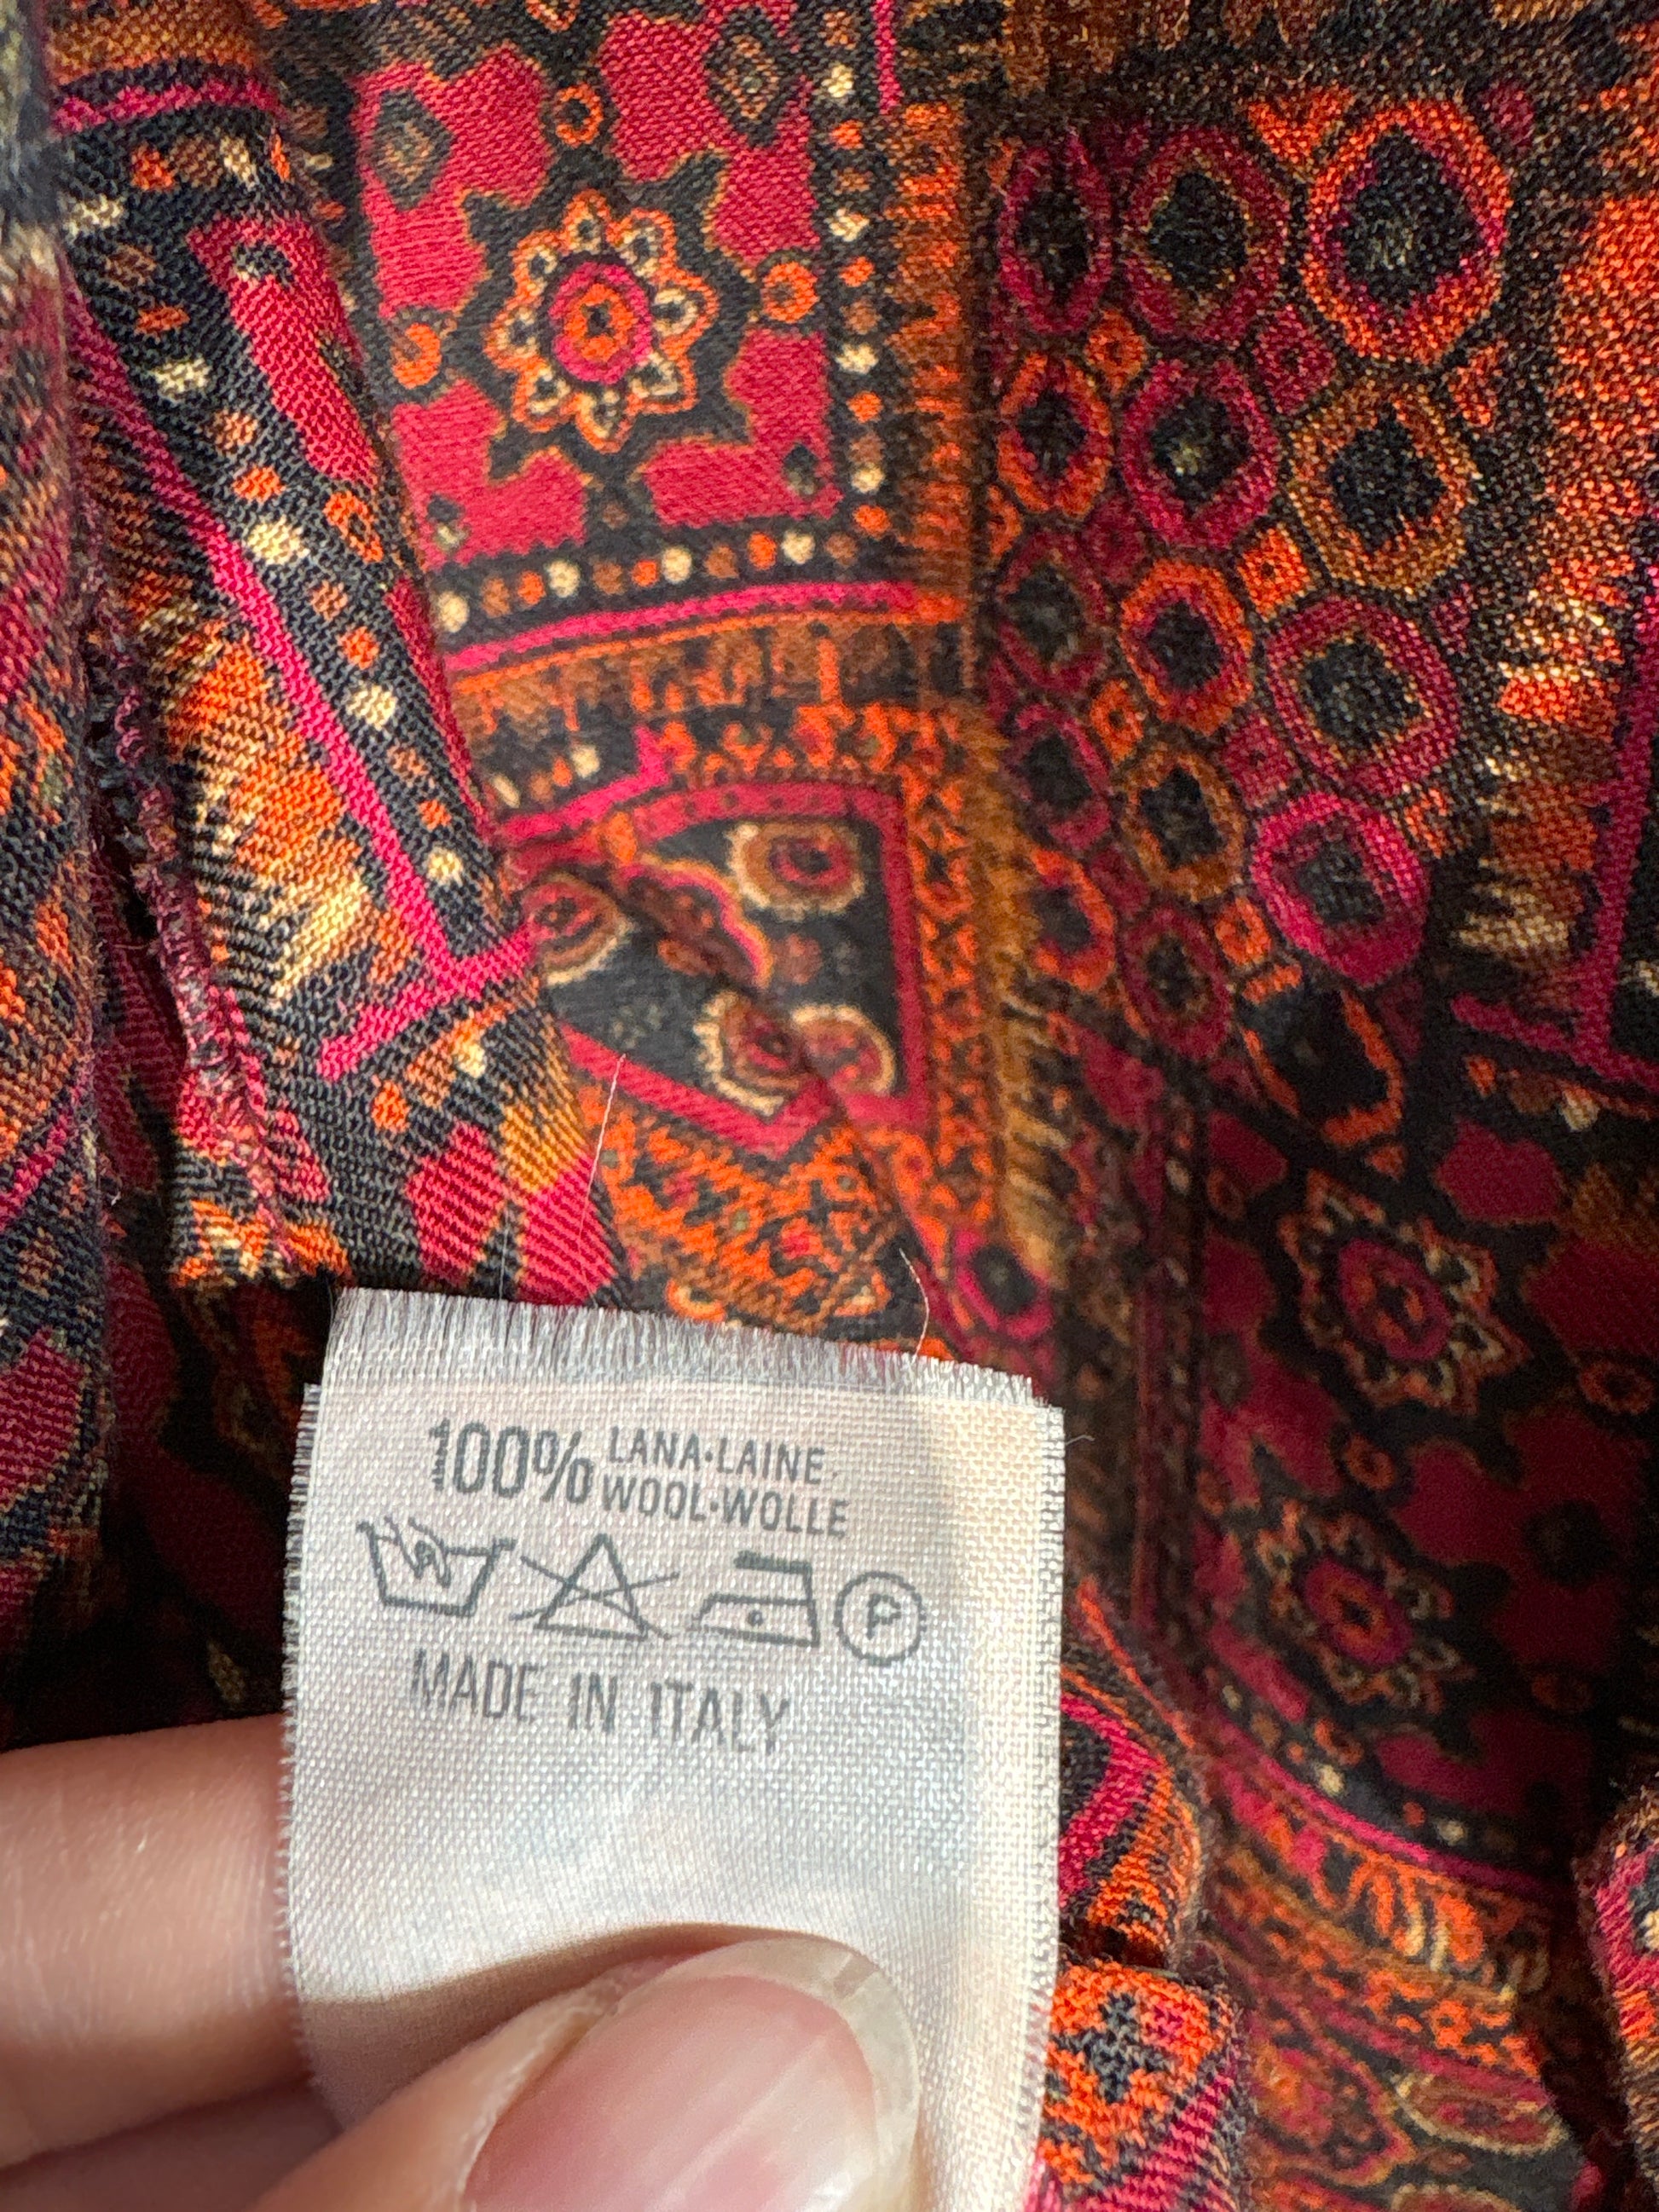 100% LANA·LAINE
WOOL·WOLLE
P
MADE IN ITALY